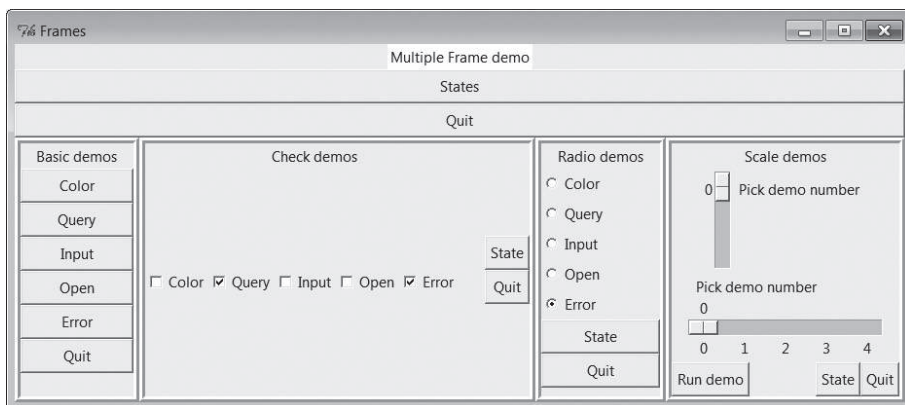 Frames
Multiple Frame demo
States
Quit
Basic demos
Color
Query
Input
Open
Error
Quit
Check demos
Color Query Input Open Error
State
Quit
Radio demos
Color
Query
Input
Open
Error
State
Quit
Scale demos
0 Pick demo number
Pick demo number
0
0 1 2 3 4
Run demo State Quit